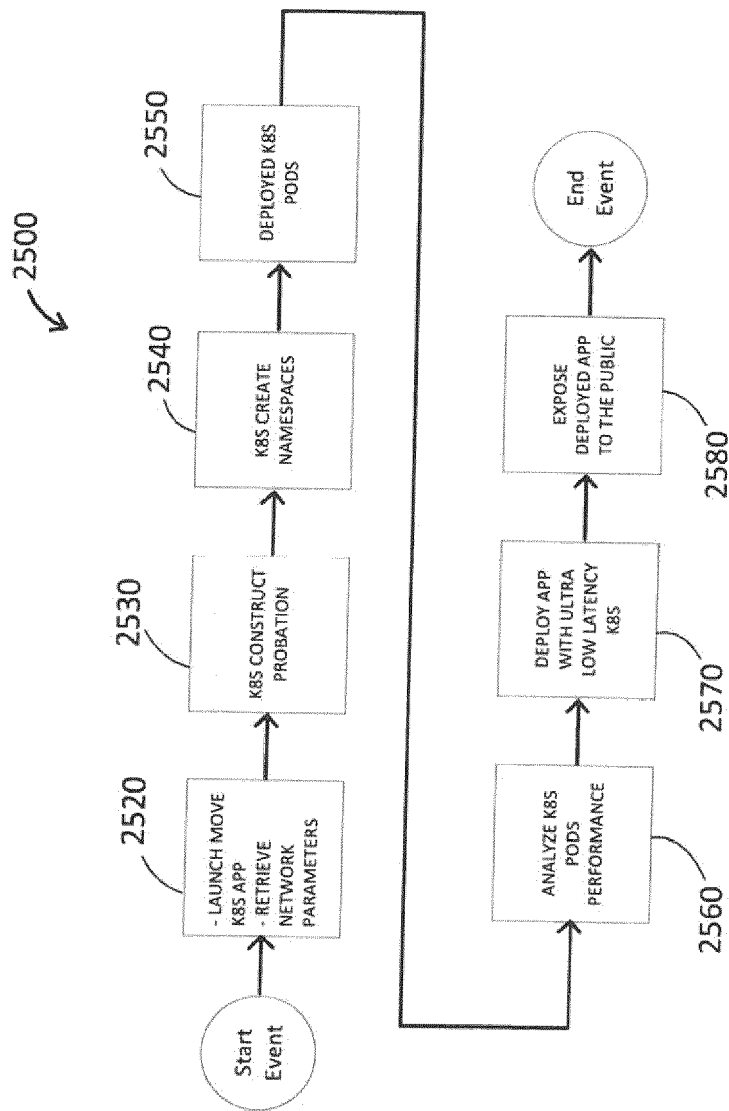 2500
Start
Event
2520
- LAUNCH MOVE
K8S APP
- RETRIEVE
NETWORK
PARAMETERS
2530
K8S CONSTRUCT
PROBATION
2540
K8S CREATE
NAMESPACES
2550
DEPLOYED K8S
PODS
ANALYZE K8S
PODS
PERFORMANCE
2560
DEPLOY APP
WITH ULTRA
LOW LATENCY
K8S
2570
EXPOSE
DEPLOYED APP
TO THE PUBLIC
2580
End
Event